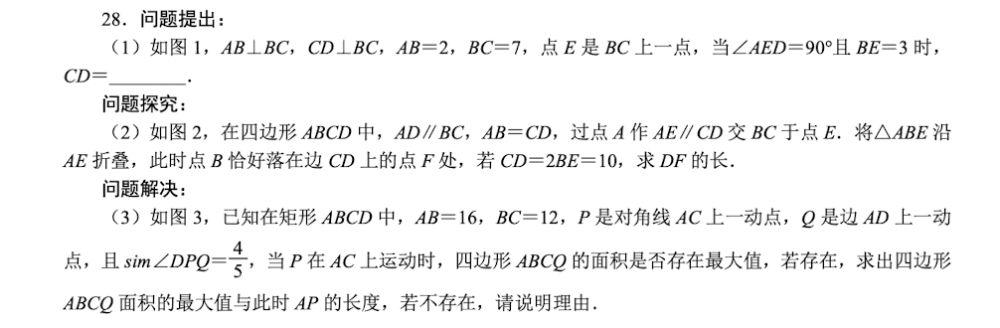 28．问题提出：
（1）如图 1，AB⊥BC，CD⊥BC，AB=2，BC=7，点 E 是 BC 上一点，当∠AED=90°且 BE=3 时，
CD=________．
问题探究：
（2）如图 2，在四边形 ABCD 中，AD∥BC，AB=CD，过点 A 作 AE∥CD 交 BC 于点 E．将△ABE 沿
AE 折叠，此时点 B 恰好落在边 CD 上的点 F 处，若 CD=2BE=10，求 DF 的长．
问题解决：
（3）如图 3，已知在矩形 ABCD 中，AB=16，BC=12，P 是对角线 AC 上一动点，Q 是边 AD 上一动
点，且 sim∠DPQ=4/5，当 P 在 AC 上运动时，四边形 ABCQ 的面积是否存在最大值，若存在，求出四边形
ABCQ 面积的最大值与此时 AP 的长度，若不存在，请说明理由．